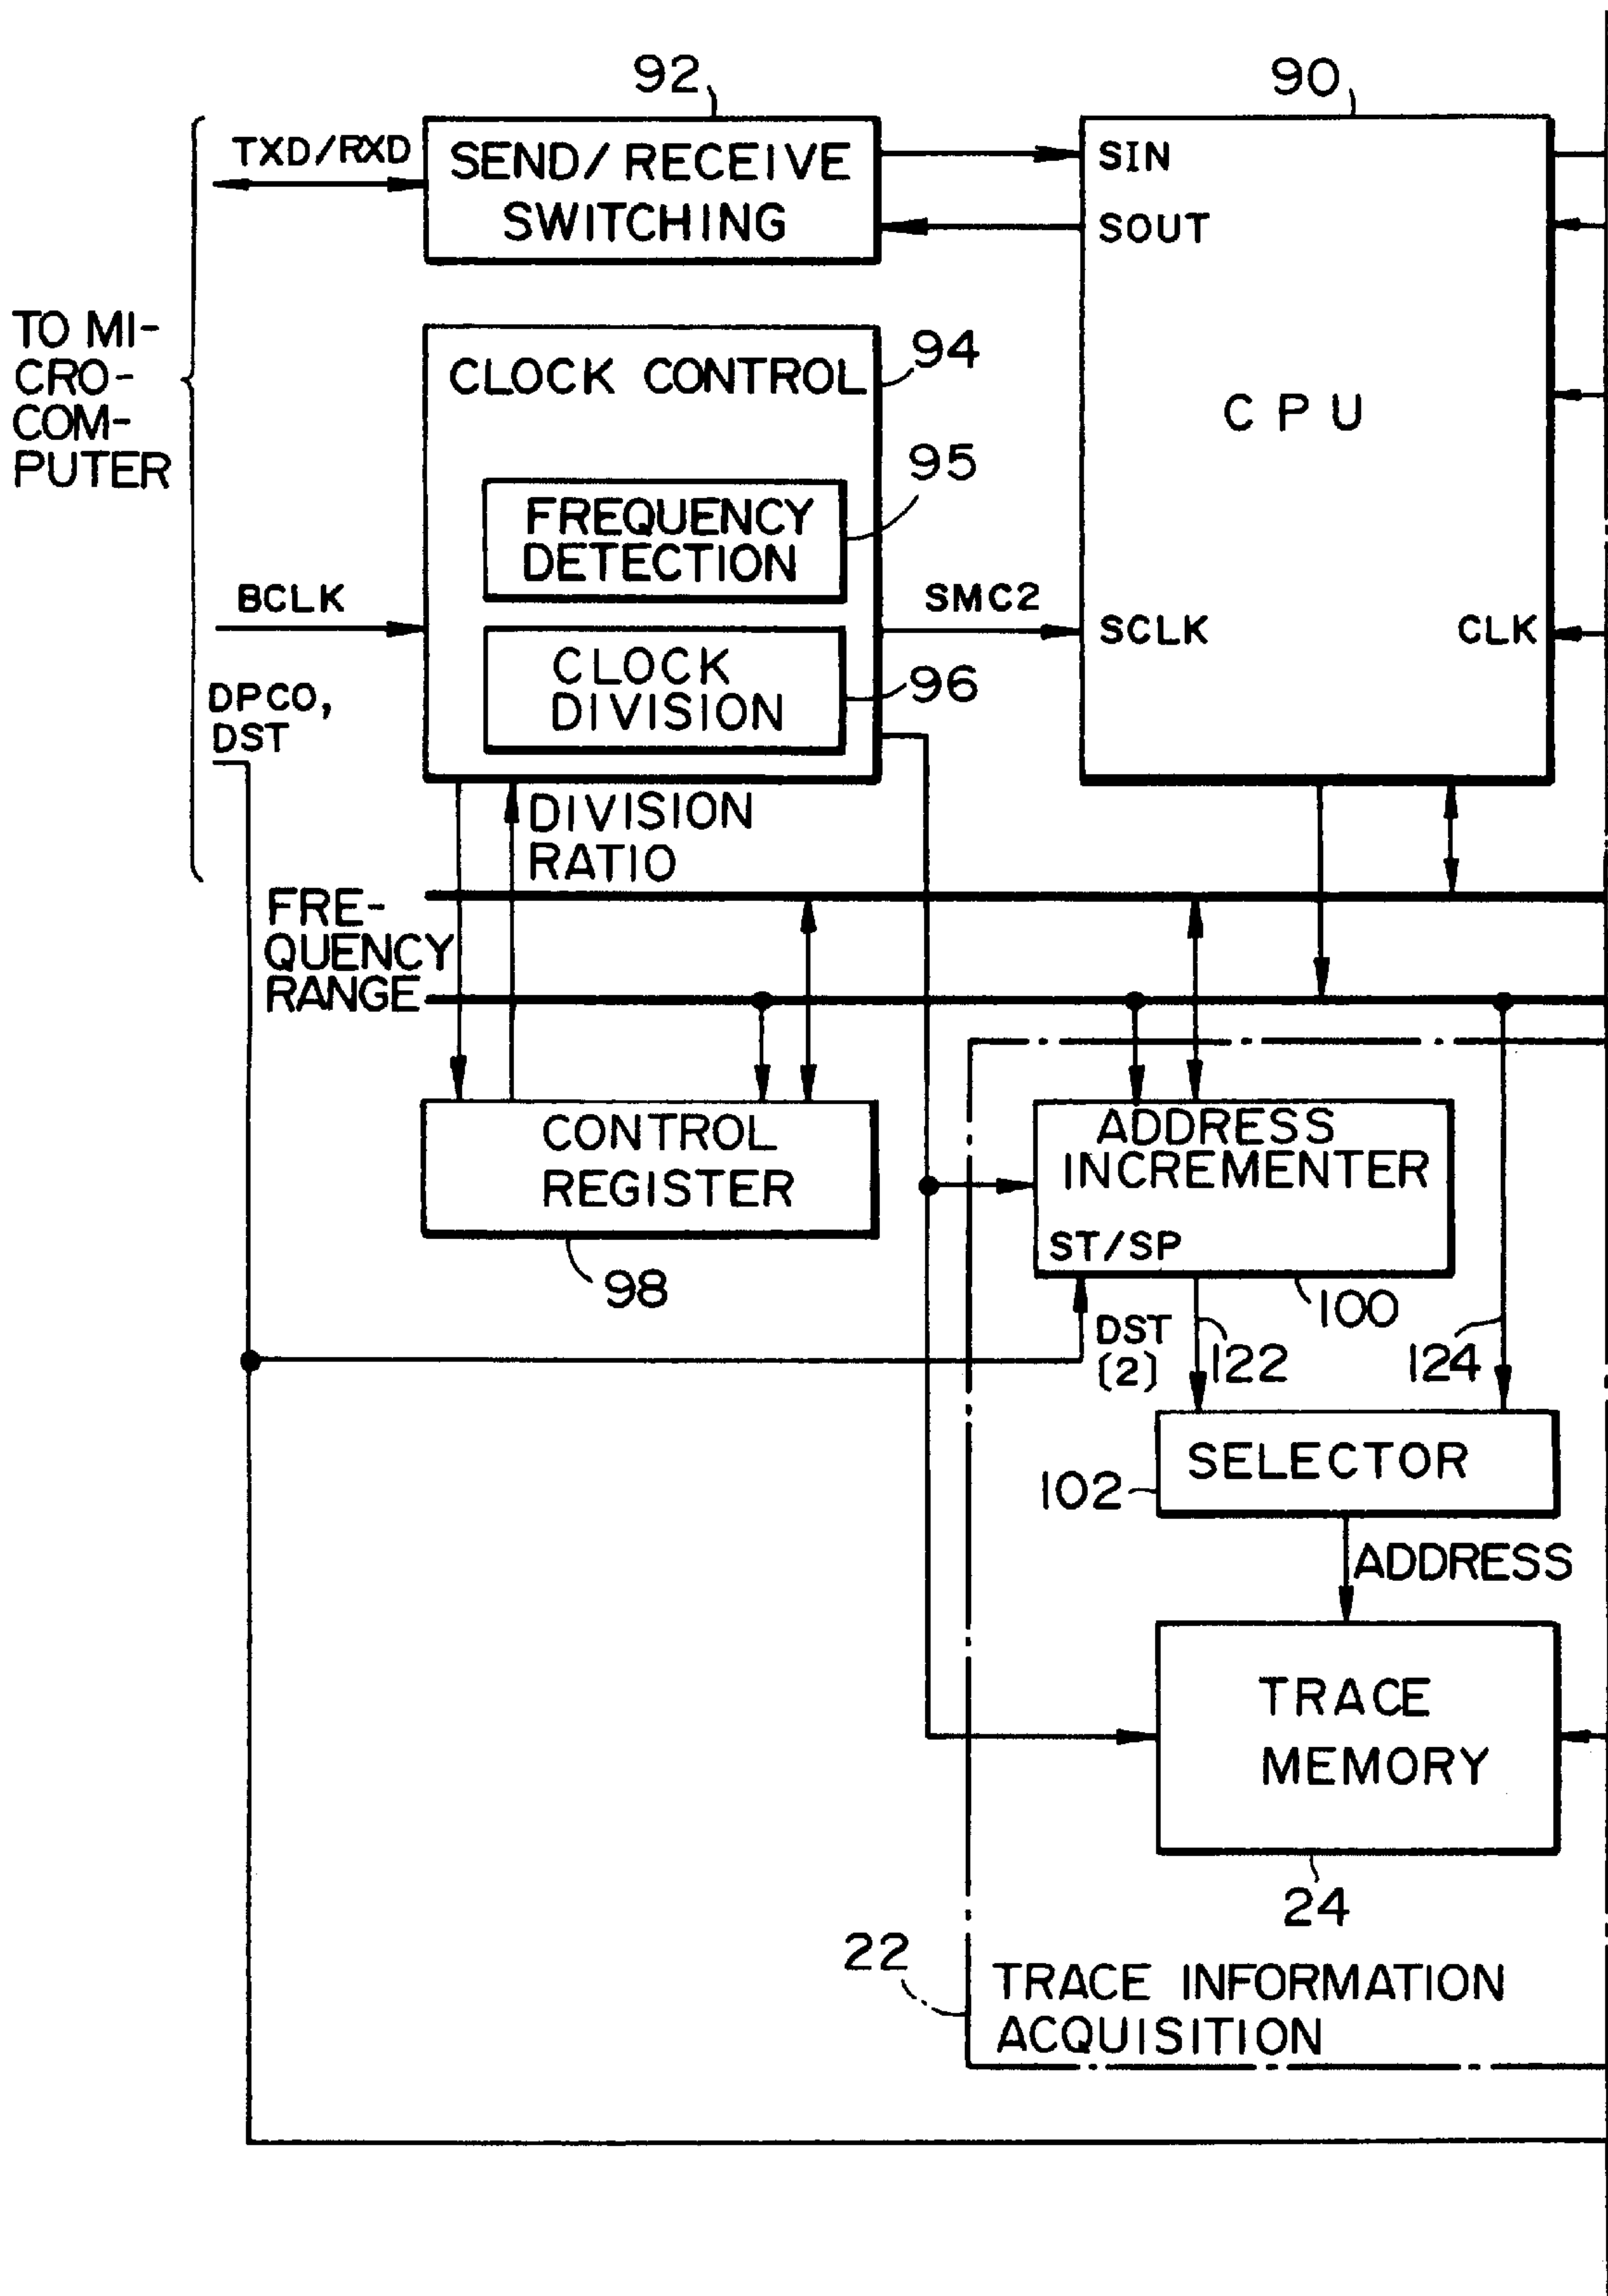 92
90
TXD/RXD
SEND/RECEIVE
SWITCHING
SIN
SOUT
TO MI-
CRO-
COM-
PUTER
CLOCK CONTROL
94
CPU
95
FREQUENCY
DETECTION
BCLK
SMC2
SCLK
CLK
CLOCK
DIVISION
96
DPCO,
DST
DIVISION
RATIO
FRE-
QUENCY
RANGE
CONTROL
REGISTER
98
ADDRESS
INCREMENTER
ST/SP
100
DST
(2)
122
124
SELECTOR
102
ADDRESS
TRACE
MEMORY
24
22
TRACE INFORMATION
ACQUISITION